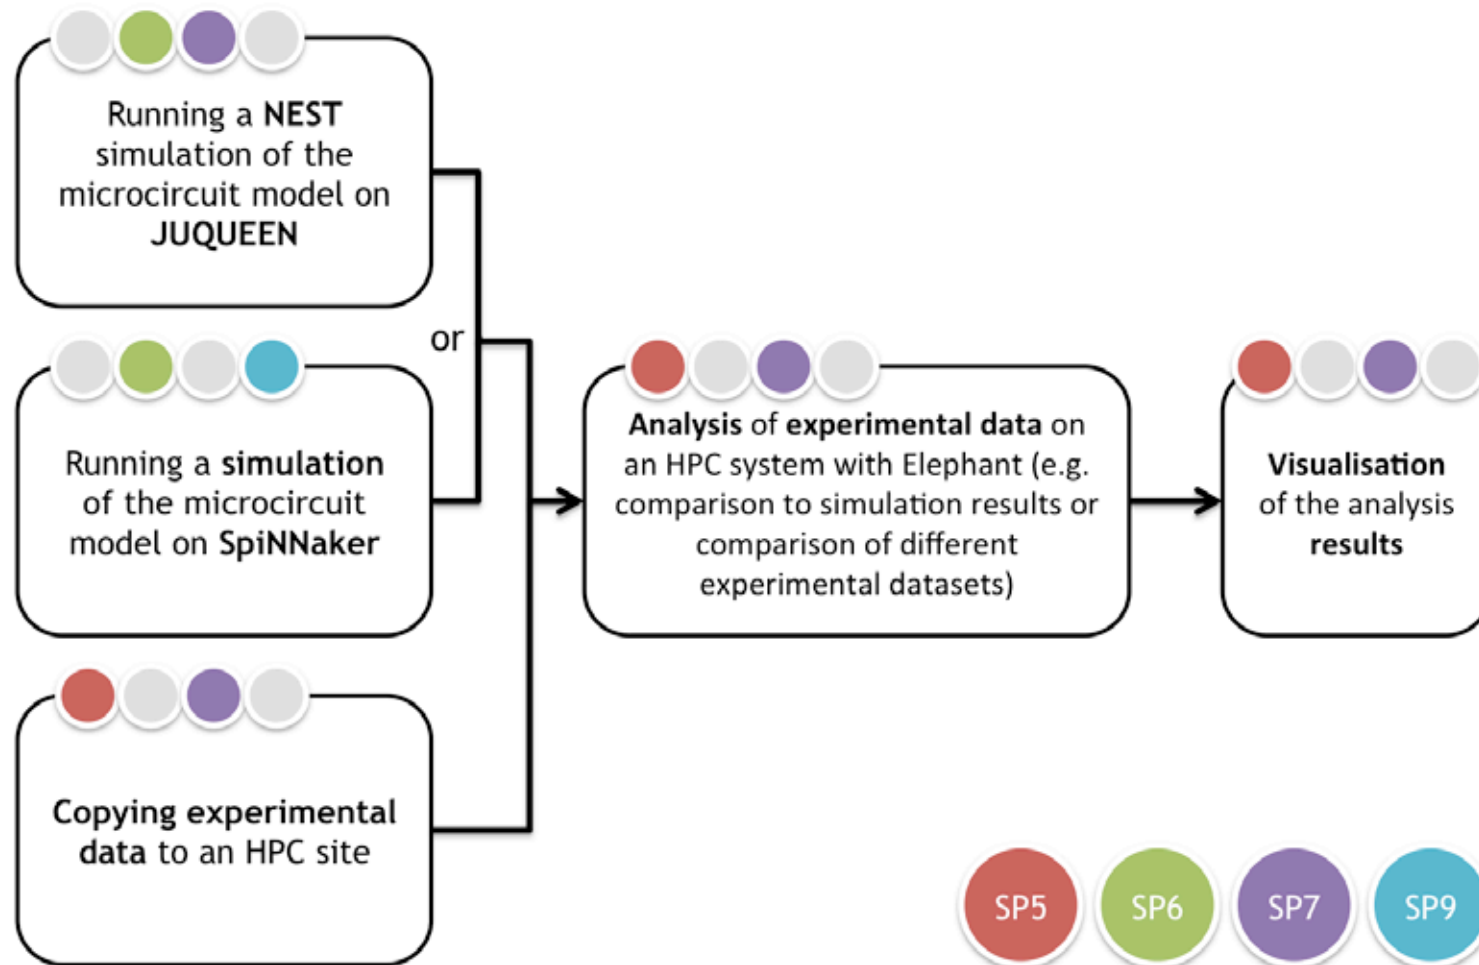 Running a NEST
simulation of the
microcircuit model on
JUQUEEN
or
Running a simulation
of the microcircuit
model on SpiNNaker
Copying experimental
data to an HPC site
Analysis of experimental data on
an HPC system with Elephant (e.g.
comparison to simulation results or
comparison of different
experimental datasets)
Visualisation
of the analysis
results
SP5
SP6
SP7
SP9